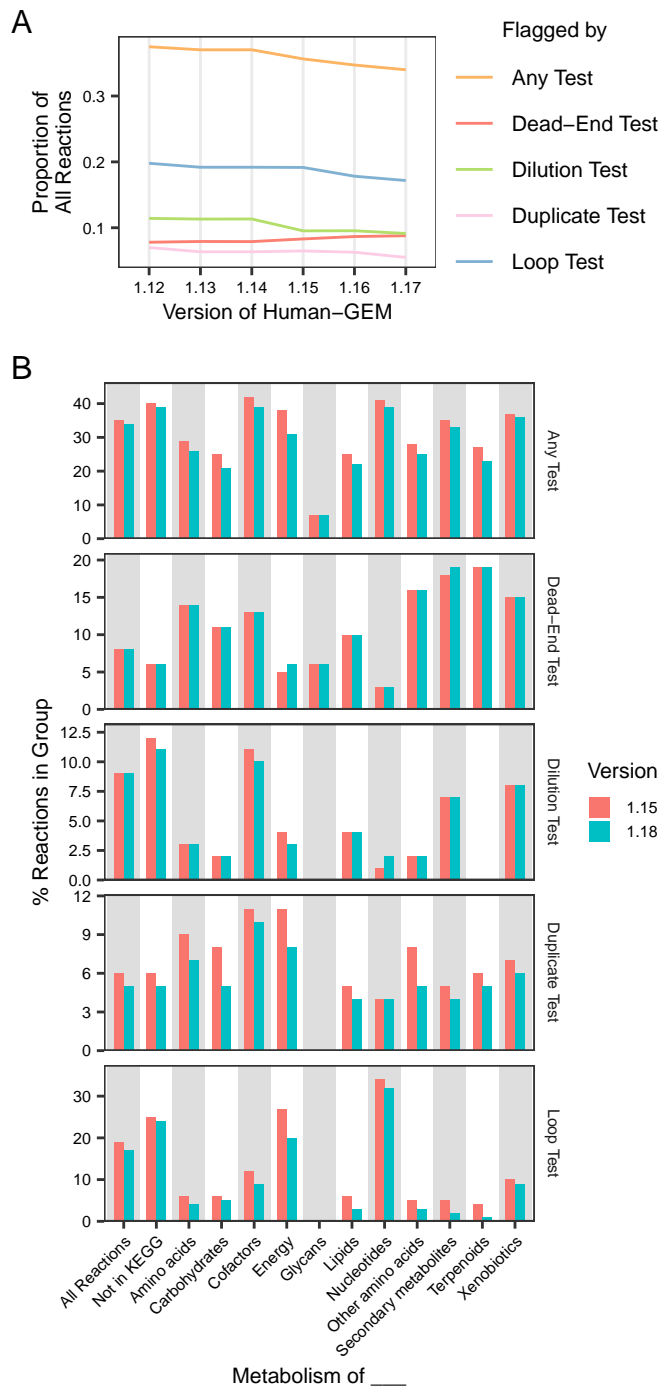 A
Proportion of
All Reactions
0.3
0.2
0.1
1.12 1.13 1.14 1.15 1.16 1.17
Version of Human−GEM
Flagged by
Any Test
Dead−End Test
Dilution Test
Duplicate Test
Loop Test
B
% Reactions in Group
40
30
20
10
0
Any Test
20
15
10
5
0
Dead−End Test
12.5
10.0
7.5
5.0
2.5
0.0
Dilution Test
12
9
6
3
0
Duplicate Test
30
20
10
0
Loop Test
All Reactions
Not in KEGG
Amino acids
Carbohydrates
Cofactors
Energy
Glycans
Lipids
Nucleotides
Other amino acids
Secondary metabolites
Terpenoids
Xenobiotics
Metabolism of ___
Version
1.15
1.18